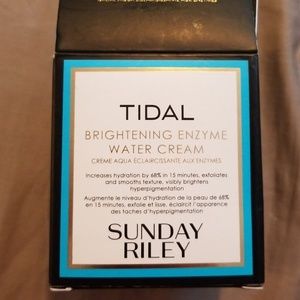 TIDAL
BRIGHTENING ENZYME
WATER CREAM
CRÈME AQUA ÉCLAIRCISSANTE AUX ENZYMES
Increases hydration by 68% in 15 minutes, exfoliates
and smooths texture, visibly brightens
hyperpigmentation
Augmente le niveau d'hydration de la peau de 68%
en 15 minutes, exfolie et lisse, éclaircit l'apparence
des taches d'hyperpigmentation
SUNDAY
RILEY